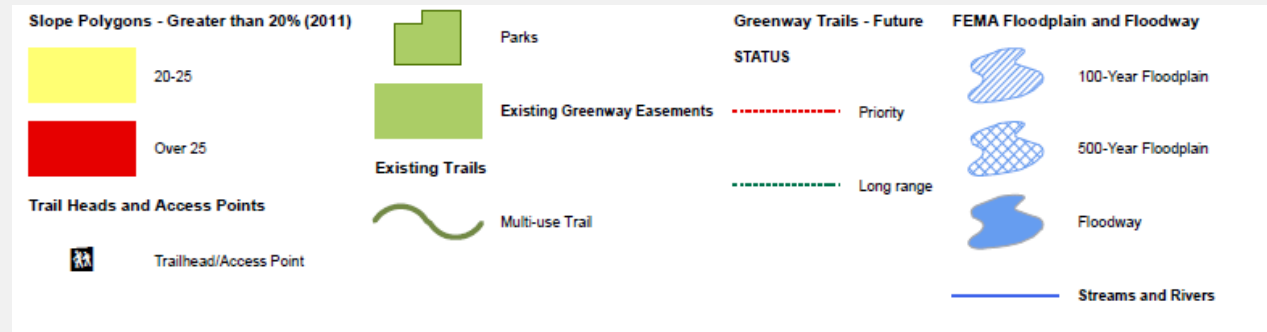 Slope Polygons - Greater than 20% (2011)
20-25
Over 25
Trail Heads and Access Points
Trailhead/Access Point
Parks
Existing Greenway Easements
Existing Trails
Multi-use Trail
Greenway Trails - Future
STATUS
Priority
Long range
FEMA Floodplain and Floodway
100-Year Floodplain
500-Year Floodplain
Floodway
Streams and Rivers